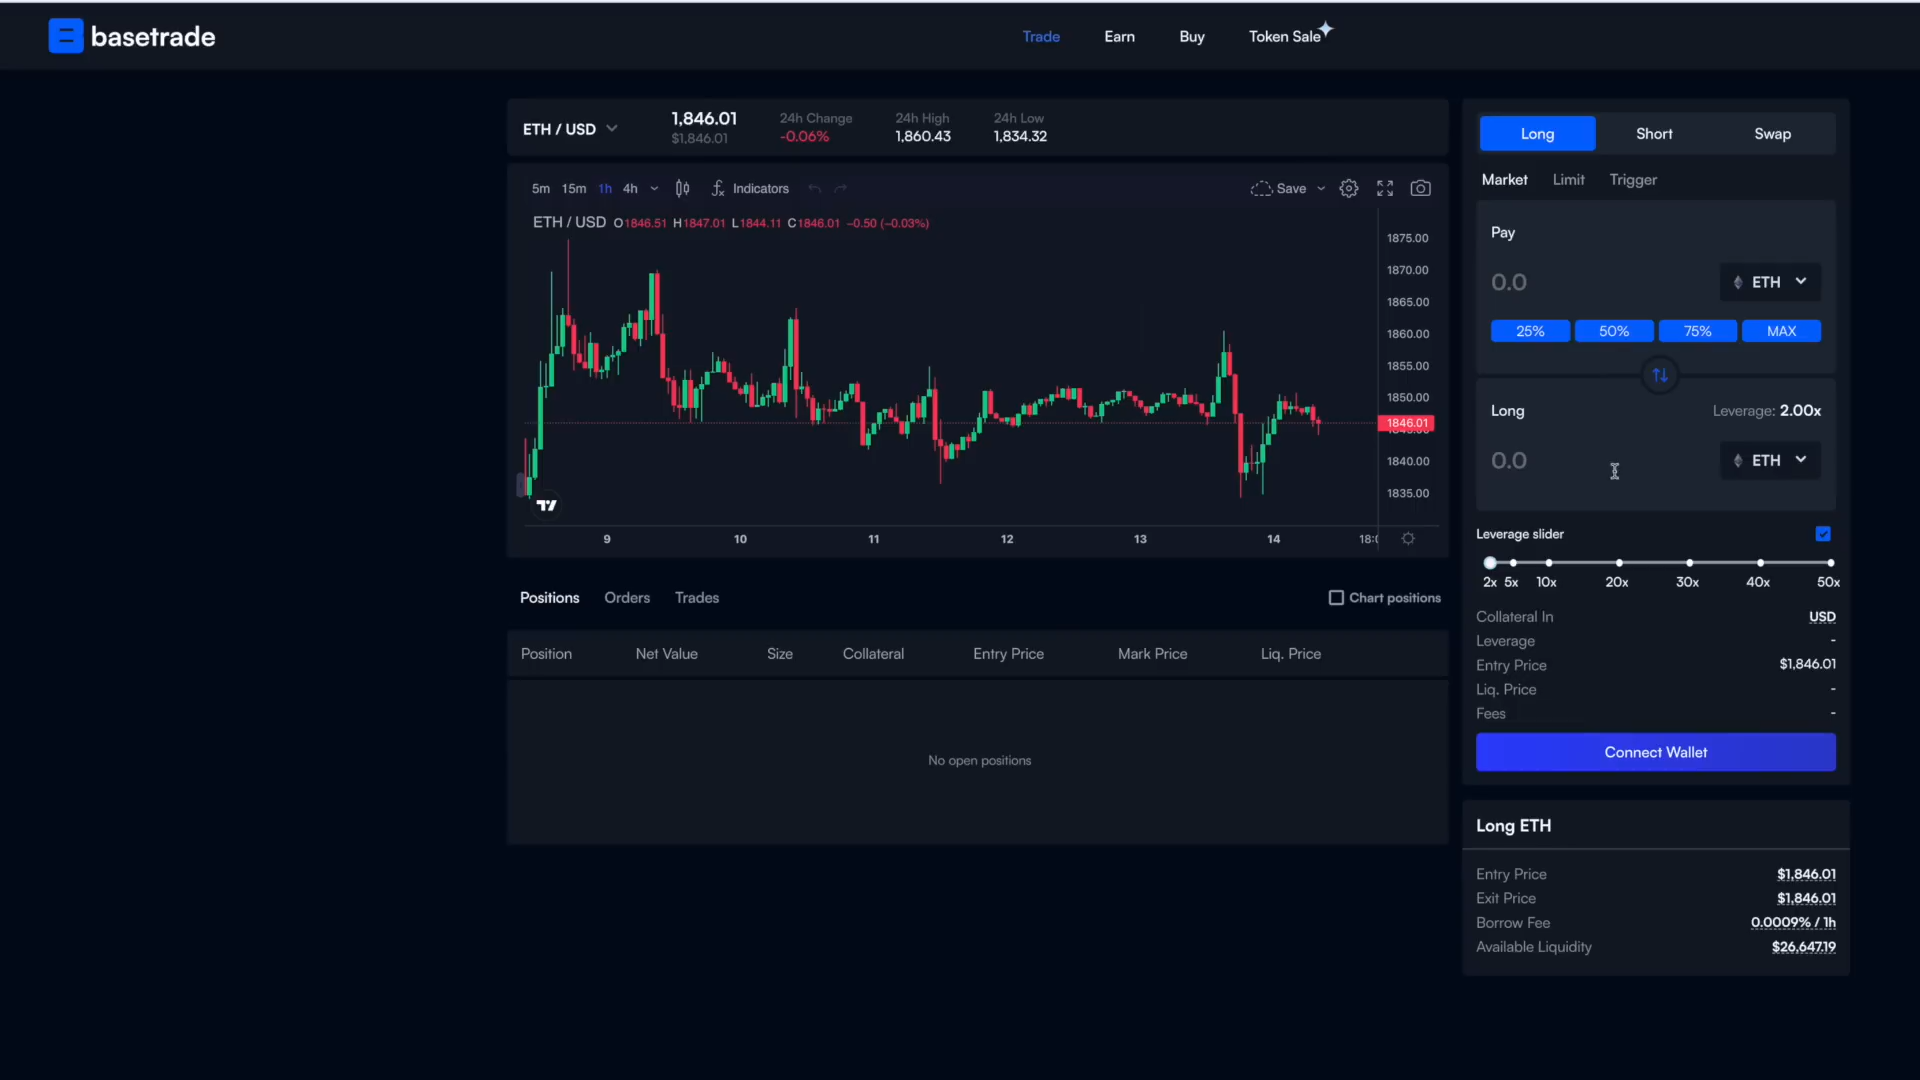 basetrade
Trade Earn Buy Token Sale
ETH / USD
1,846.01
$1,846.01
24h Change
-0.06%
24h High
1,860.43
24h Low
1,834.32
5m 15m 1h 4h Indicators Save
ETH / USD O1846.51 H1847.01 L1844.11 C1846.01 −0.50 (−0.03%)
1875.00
1870.00
1865.00
1860.00
1855.00
1850.00
1846.01
1840.00
1835.00
9 10 11 12 13 14
Positions Orders Trades Chart positions
Position Net Value Size Collateral Entry Price Mark Price Liq. Price
No open positions
Long Short Swap
Market Limit Trigger
Pay
0.0 ETH
25% 50% 75% MAX
Long Leverage: 2.00x
0.0 ETH
Leverage slider
2x 5x 10x 20x 30x 40x 50x
Collateral In USD
Leverage -
Entry Price $1,846.01
Liq. Price -
Fees -
Connect Wallet
Long ETH
Entry Price $1,846.01
Exit Price $1,846.01
Borrow Fee 0.0009% / 1h
Available Liquidity $26,647.19